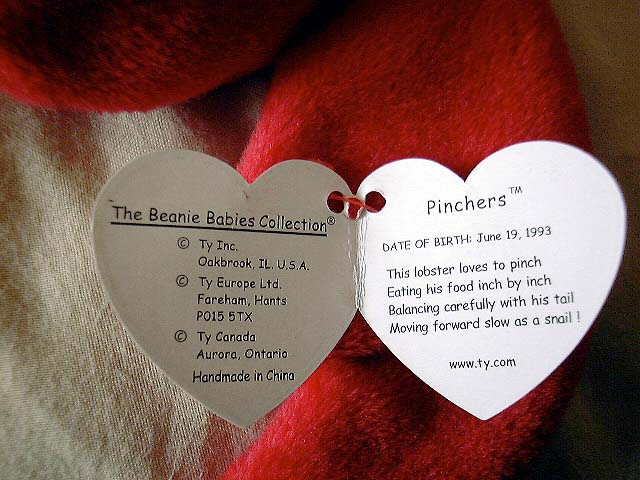 The Beanie Babies Collection®
© Ty Inc.
Oakbrook, IL. U.S.A.
© Ty Europe Ltd.
Fareham, Hants
PO15 5TX
© Ty Canada
Aurora, Ontario
Handmade in China
Pinchers™
DATE OF BIRTH: June 19, 1993
This lobster loves to pinch
Eating his food inch by inch
Balancing carefully with his tail
Moving forward slow as a snail !
www.ty.com